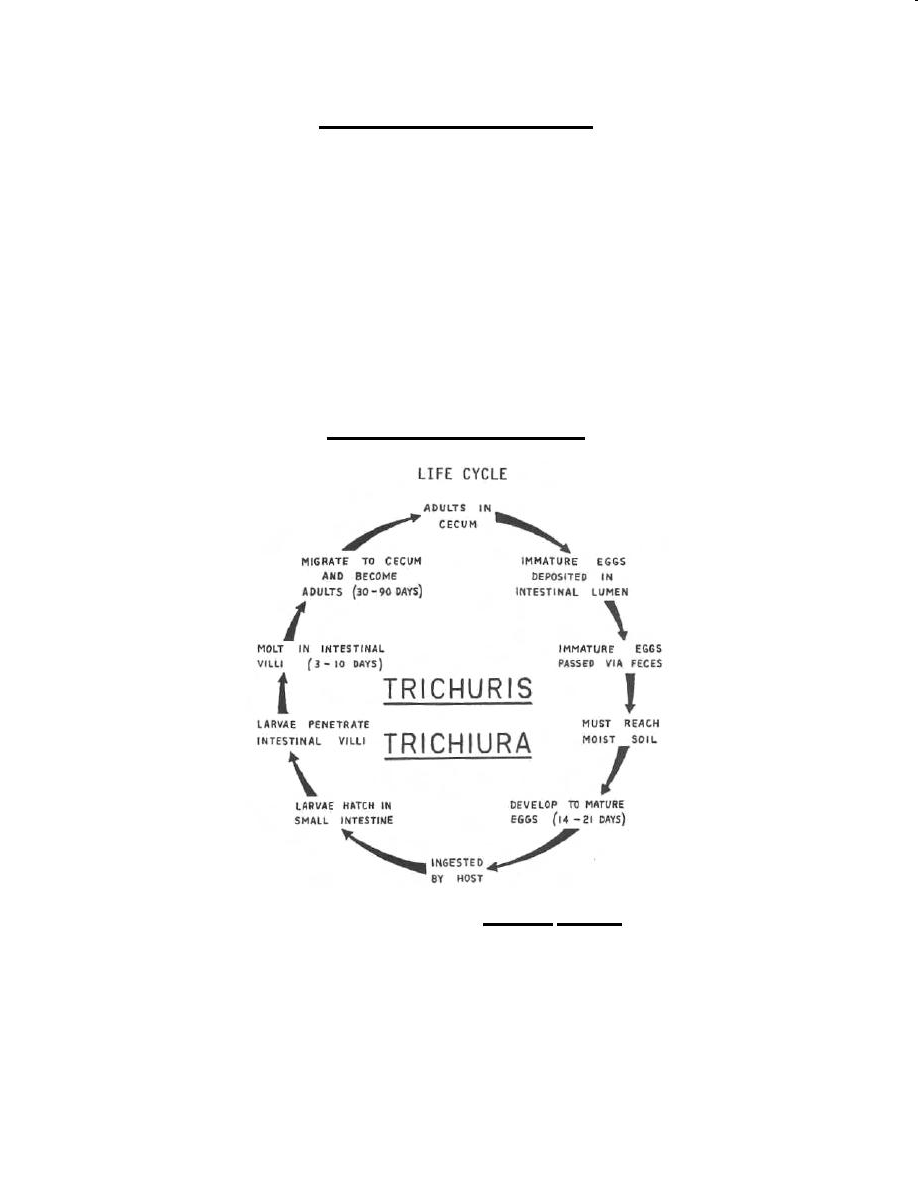 LIFE CYCLE
ADULTS IN
CECUM
IMMATURE EGGS
DEPOSITED IN
INTESTINAL LUMEN
IMMATURE EGGS
PASSED VIA FECES
MUST REACH
MOIST SOIL
DEVELOP TO MATURE
EGGS (14-21 DAYS)
INGESTED
BY HOST
LARVAE HATCH IN
SMALL INTESTINE
LARVAE PENETRATE
INTESTINAL VILLI
MOLT IN INTESTINAL
VILLI (3-10 DAYS)
MIGRATE TO CECUM
AND BECOME
ADULTS (30-90 DAYS)
TRICHURIS
TRICHIURA